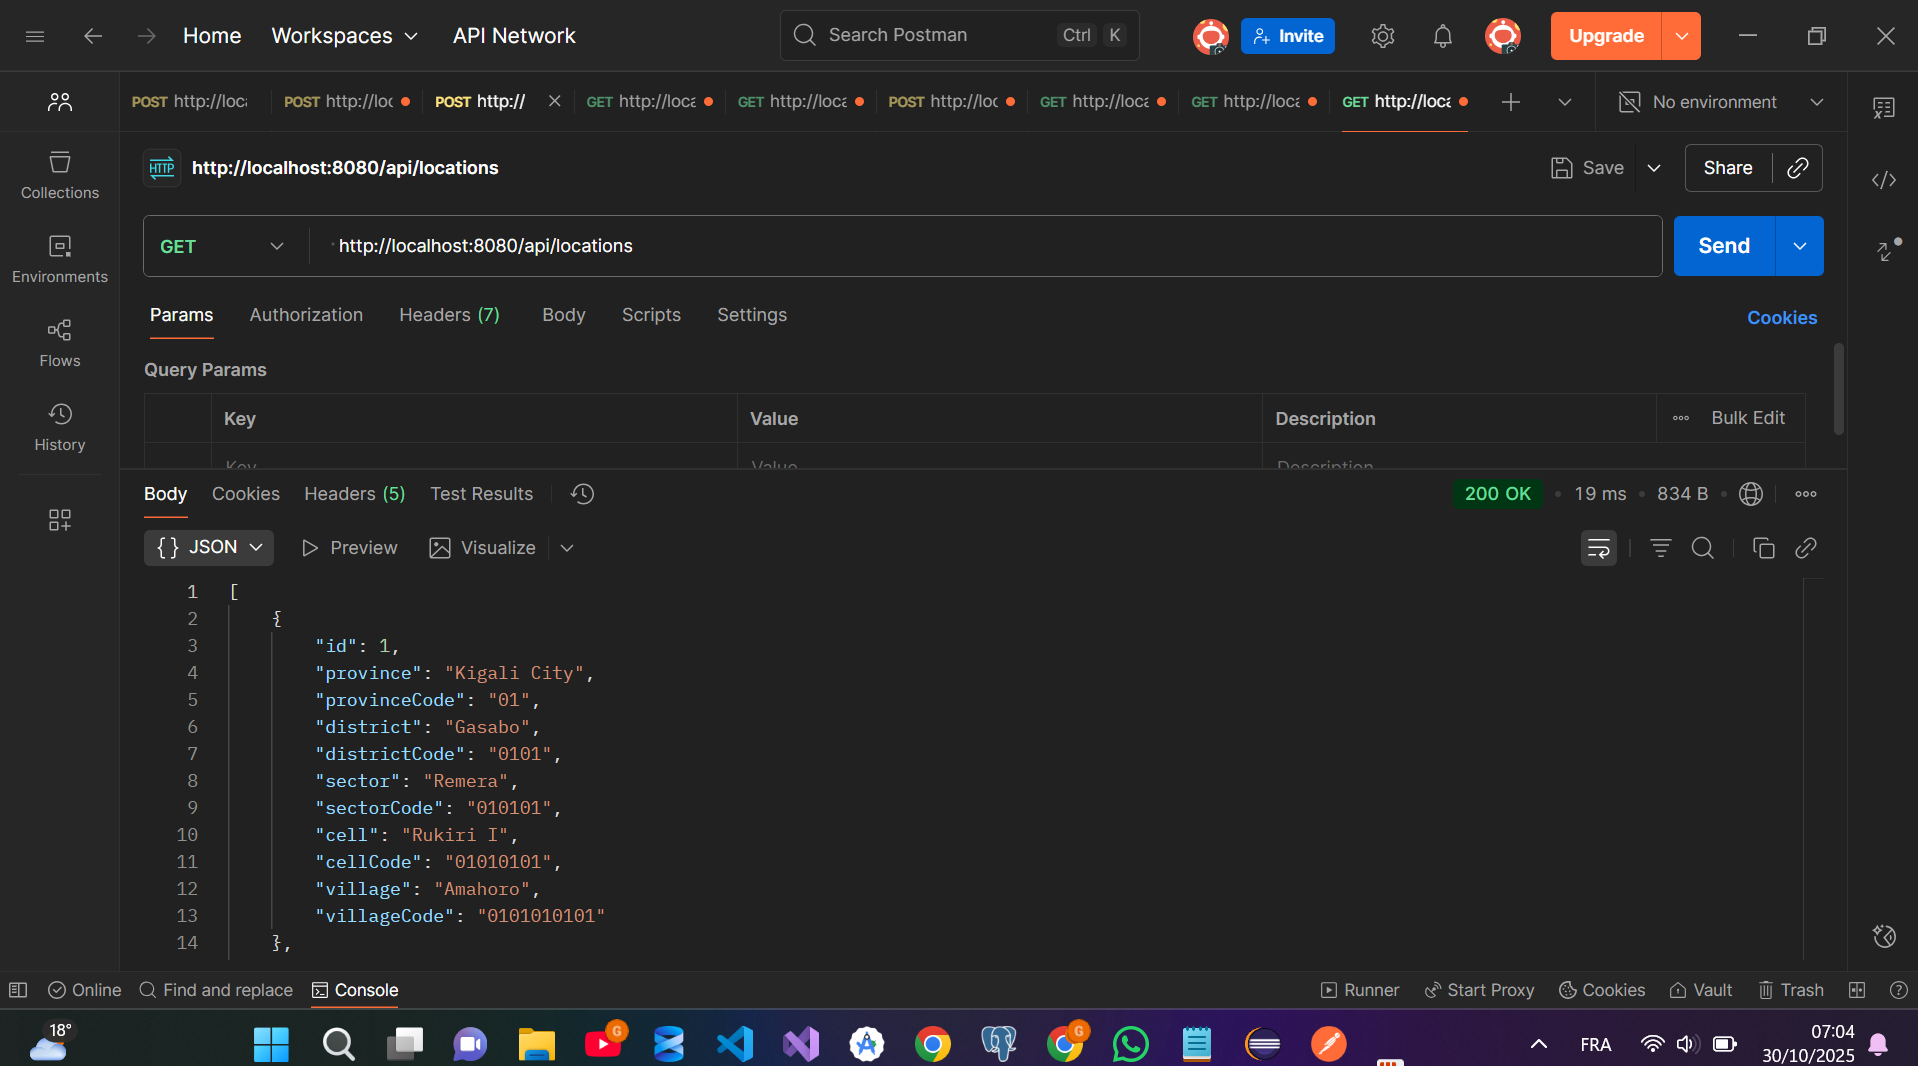 Home Workspaces API Network Search Postman Ctrl K Invite Upgrade
POST http://loca POST http://loc POST http:// GET http://loca GET http://loca POST http://loc GET http://loca GET http://loca GET http://loca No environment
HTTP http://localhost:8080/api/locations Save Share
Collections
GET http://localhost:8080/api/locations Send
Environments
Params Authorization Headers (7) Body Scripts Settings Cookies
Flows
Query Params
Key Value Description Bulk Edit
History
Key Value Description
Body Cookies Headers (5) Test Results 200 OK • 19 ms • 834 B
{} JSON Preview Visualize
1 [
2 {
3 "id": 1,
4 "province": "Kigali City",
5 "provinceCode": "01",
6 "district": "Gasabo",
7 "districtCode": "0101",
8 "sector": "Remera",
9 "sectorCode": "010101",
10 "cell": "Rukiri I",
11 "cellCode": "01010101",
12 "village": "Amahoro",
13 "villageCode": "0101010101"
14 },
Online Find and replace Console Runner Start Proxy Cookies Vault Trash
18° G G FRA 07:04
30/10/2025